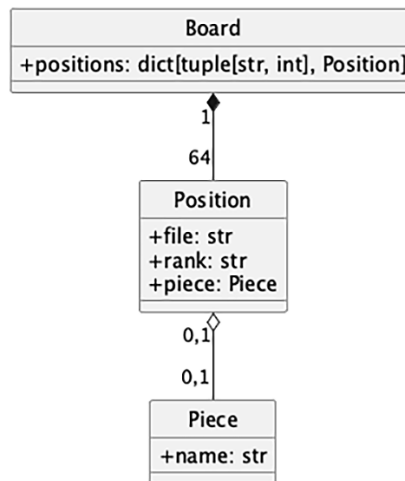 Board
+positions: dict[tuple[str, int], Position]
1
64
Position
+file: str
+rank: str
+piece: Piece
0,1
0,1
Piece
+name: str